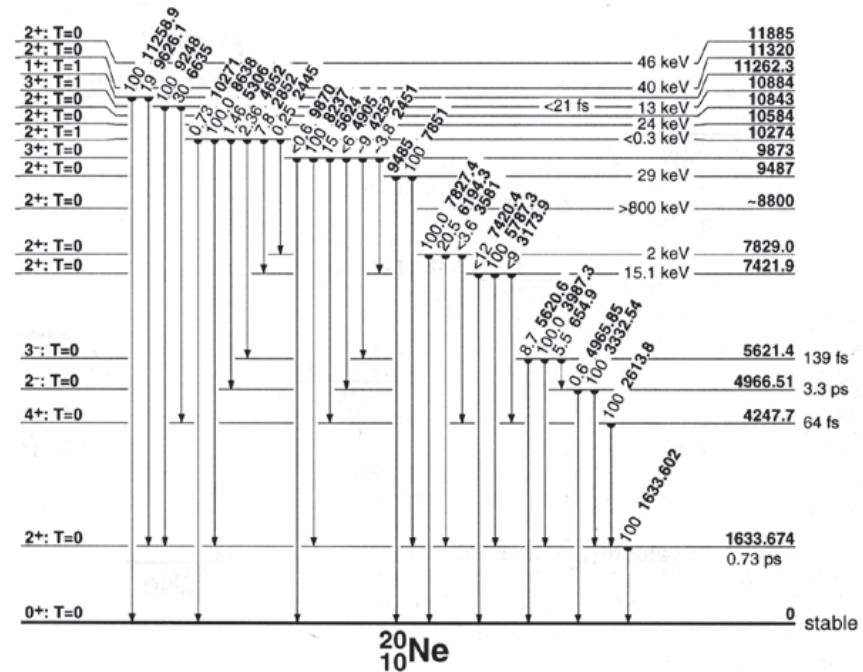 2+: T=0
2+: T=0
1+: T=1
3+: T=1
2+: T=0
2+: T=0
2+: T=1
3+: T=0
2+: T=0
2+: T=0
2+: T=0
2+: T=0
3−: T=0
2−: T=0
4+: T=0
2+: T=0
0+: T=0
100 11258.9
19 9626.1
100 9248
30 6635
0.73 10271
100.0 8638
1.46 5306
2.36 4652
7.8 2852
0.25 2445
<0.6 9870
100 8237
15 5624
<6 4905
~9 4252
~3.8 2451
9485
100 7851
100.0 7827.4
20.5 6194.3
<3.6 3581
<12 7420.4
100 5787.3
<9 3173.9
8.7 5620.6
100.0 3987.3
5.5 654.9
0.6 4965.85
100 3332.54
100 2613.8
100 1633.602
46 keV
40 keV
<21 fs
13 keV
24 keV
<0.3 keV
29 keV
>800 keV
2 keV
15.1 keV
11885
11320
11262.3
10884
10843
10584
10274
9873
9487
~8800
7829.0
7421.9
5621.4 139 fs
4966.51 3.3 ps
4247.7 64 fs
1633.674
0.73 ps
0 stable
20
10 Ne